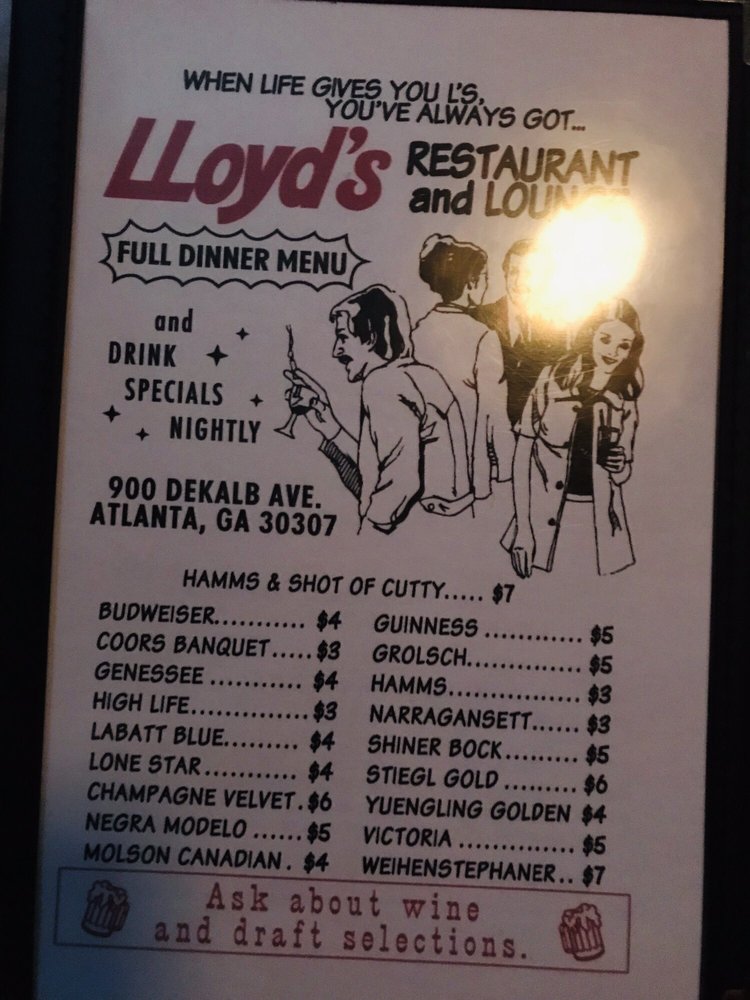 WHEN LIFE GIVES YOU L'S,
YOU'VE ALWAYS GOT...
LLoyd's RESTAURANT
and
FULL DINNER MENU
and
DRINK
SPECIALS
NIGHTLY
900 DEKALB AVE.
ATLANTA, GA 30307
HAMMS & SHOT OF CUTTY..... $7
BUDWEISER........... $4
COORS BANQUET.....$3
GENESSEE ........... $4
HIGH LIFE..............$3
LABATT BLUE......... $4
LONE STAR........... $4
CHAMPAGNE VELVET.$6
NEGRA MODELO ......$5
MOLSON CANADIAN. $4
GUINNESS ............ $5
GROLSCH.............. $5
HAMMS................ $3
NARRAGANSETT...... $3
SHINER BOCK......... $5
STIEGL GOLD ......... $6
YUENGLING GOLDEN $4
VICTORIA .............. $5
WEIHENSTEPHANER.. $7
Ask about wine
and draft selections.